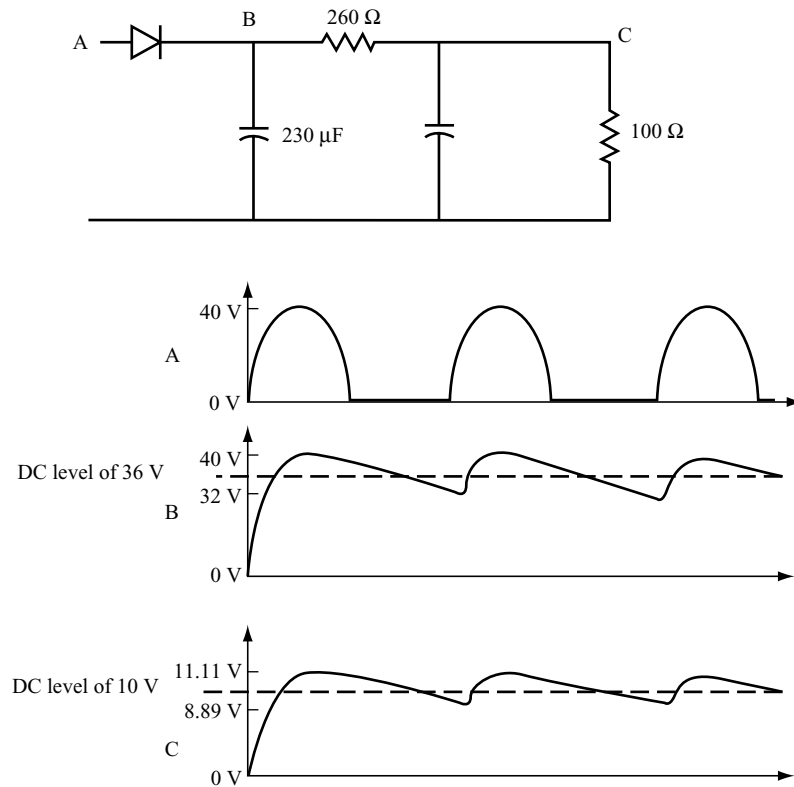 B
260 Ω
A
C
230 μF
100 Ω
40 V
A
0 V
40 V
DC level of 36 V
32 V
B
0 V
11.11 V
DC level of 10 V
8.89 V
C
0 V